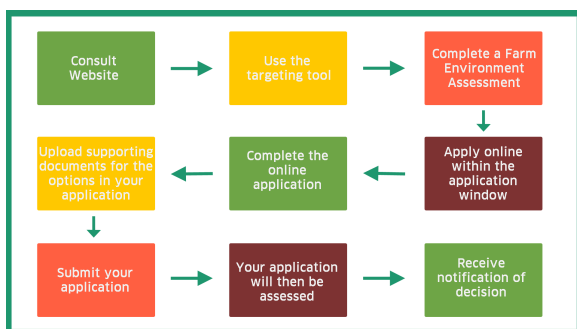 Consult
Website
Use the
targeting tool
Complete a Farm
Environment
Assessment
Apply online
within the
application
window
Complete the
online
application
Upload supporting
documents for the
options in your
application
Submit your
application
Your application
will then be
assessed
Receive
notification of
decision